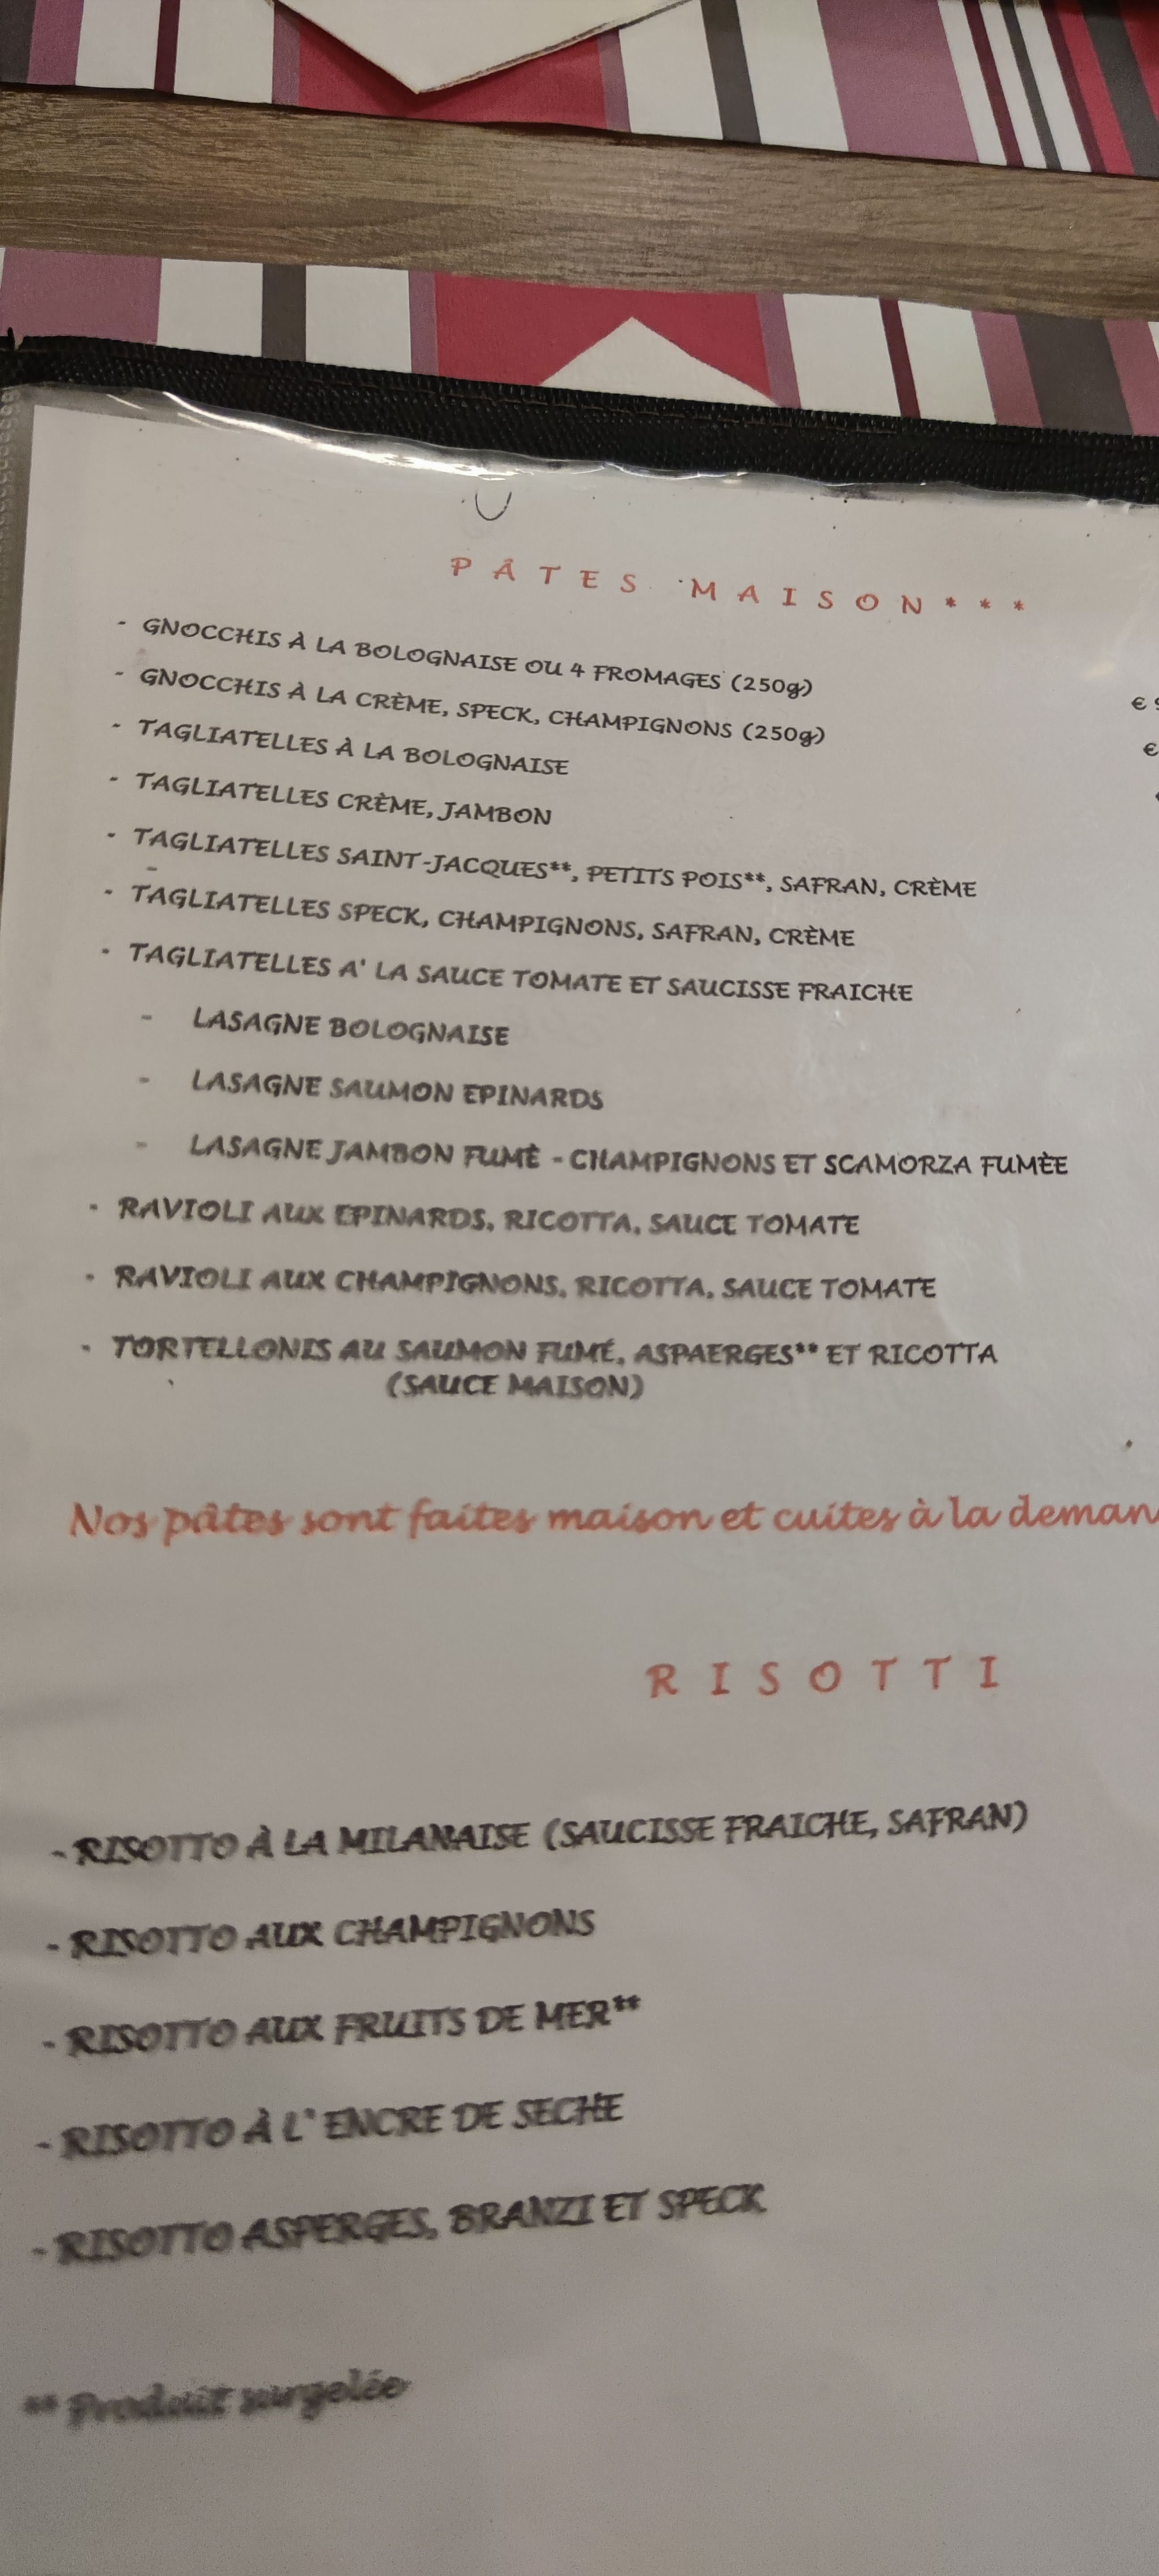 PÂTES MAISON***
- GNOCCHIS À LA BOLOGNAISE OU 4 FROMAGES (250g)
€
- GNOCCHIS À LA CRÈME, SPECK, CHAMPIGNONS (250g)
€
- TAGLIATELLES À LA BOLOGNAISE
- TAGLIATELLES CRÈME, JAMBON
- TAGLIATELLES SAINT-JACQUES**, PETITS POIS**, SAFRAN, CRÈME
- TAGLIATELLES SPECK, CHAMPIGNONS, SAFRAN, CRÈME
- TAGLIATELLES A' LA SAUCE TOMATE ET SAUCISSE FRAICHE
- LASAGNE BOLOGNAISE
- LASAGNE SAUMON EPINARDS
- LASAGNE JAMBON FUMÈ - CHAMPIGNONS ET SCAMORZA FUMÈE
- RAVIOLI AUX EPINARDS, RICOTTA, SAUCE TOMATE
- RAVIOLI AUX CHAMPIGNONS, RICOTTA, SAUCE TOMATE
- TORTELLONIS AU SAUMON FUMÉ, ASPAERGES** ET RICOTTA
(SAUCE MAISON)
Nos pâtes sont faites maison et cuites à la deman
RISOTTI
- RISOTTO À LA MILANAISE (SAUCISSE FRAICHE, SAFRAN)
- RISOTTO AUX CHAMPIGNONS
- RISOTTO AUX FRUITS DE MER**
- RISOTTO À L' ENCRE DE SECHE
- RISOTTO ASPERGES, BRANZI ET SPECK
** Produit surgelée